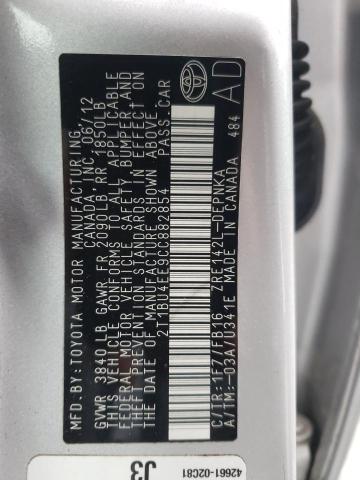 MFD.BY:TOYOTA MOTOR MANUFACTURING
CANADA, INC. 06/12
GVWR 3840 LB GAWR FR 2090 LB, RR 1850LB
THIS VEHICLE CONFORMS TO ALL APPLICABLE
FEDERAL MOTOR VEHICLE SAFETY, BUMPER AND
THEFT PREVENTION STANDARDS IN EFFECT ON
THE DATE OF MANUFACTURE SHOWN ABOVE.
2T1BU4EE9CC882854 PASS.CAR
C/TR:1F7/FB16 ZRE142L-DEPNKA
A/TM:-03A/U341E MADE IN CANADA 484
AD
42661-02C81
J3